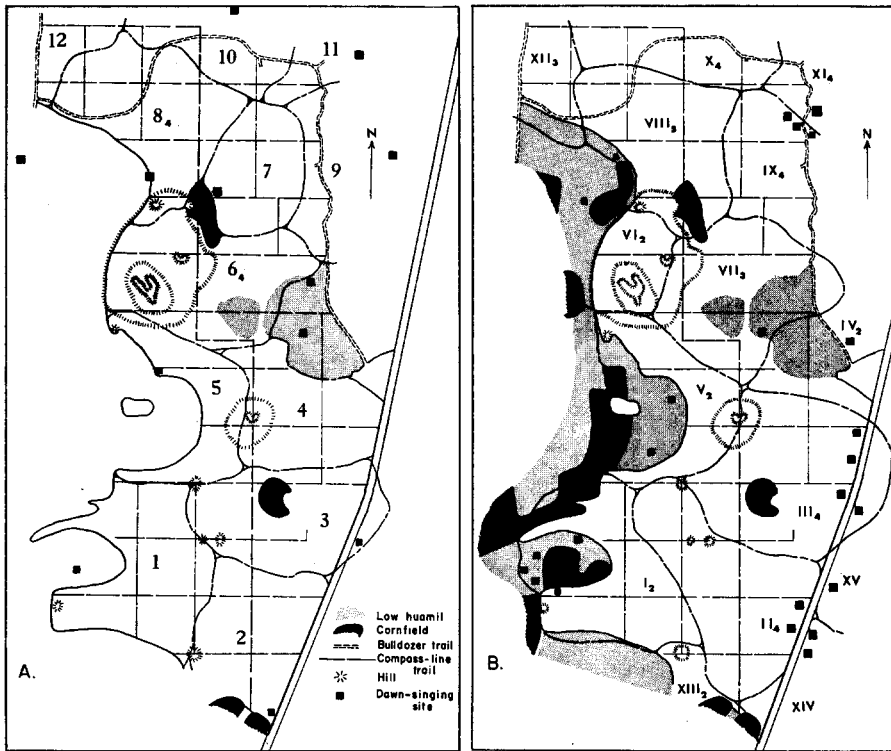 12
10
11
8₄
N
7
9
6₄
5
4
3
1
2
Low huamil
Cornfield
Bulldozer trail
Compass-line
trail
Hill
Dawn-singing
site
A.
XII₃
X₄
XI₄
VIII₃
N
IX₄
VI₂
VII₃
IV₂
V₂
III₄
I₂
XV
II₄
XIII₂
XIV
B.